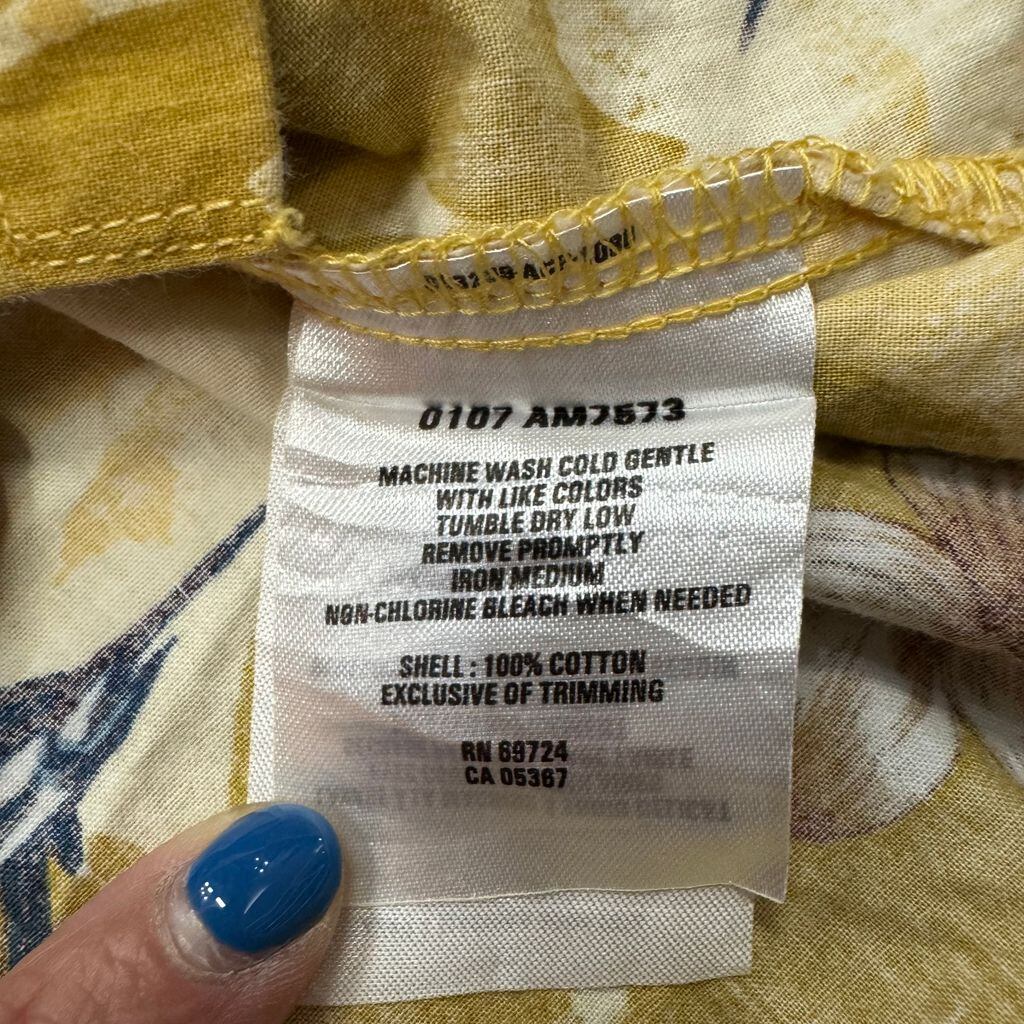 0107 AM7573
MACHINE WASH COLD GENTLE
WITH LIKE COLORS
TUMBLE DRY LOW
REMOVE PROMPTLY
IRON MEDIUM
NON-CHLORINE BLEACH WHEN NEEDED
SHELL : 100% COTTON
EXCLUSIVE OF TRIMMING
RN 69724
CA 05367